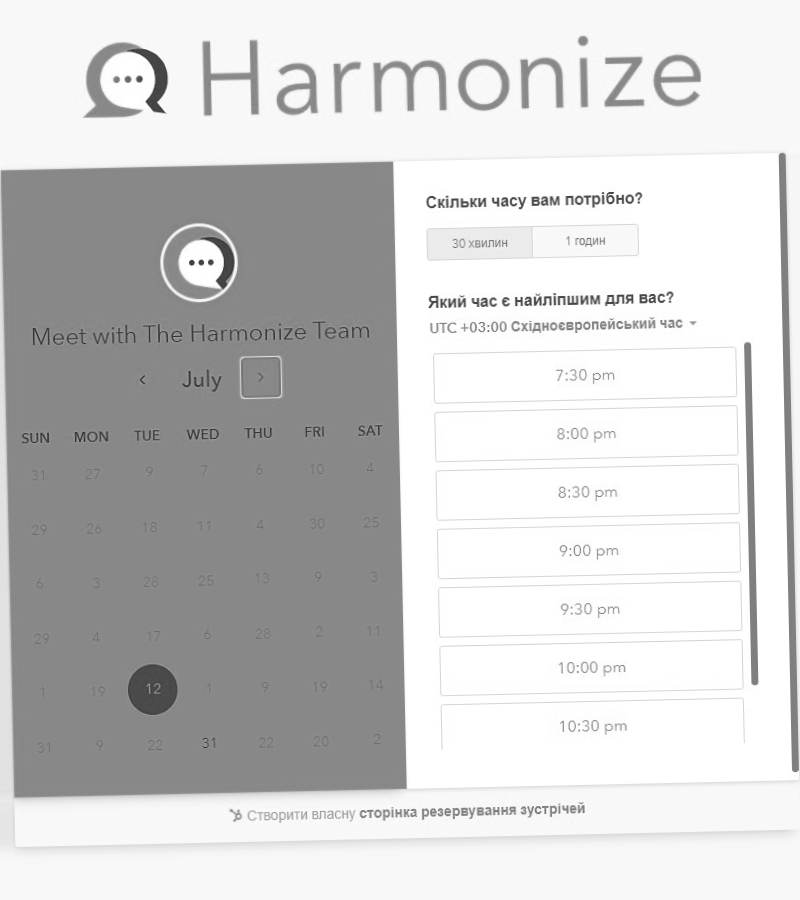 Harmonize
Meet with The Harmonize Team
July
SUN MON TUE WED THU FRI SAT
31 27 9 7 6 10 4
29 26 18 11 4 30 25
6 3 28 25 13 9 3
29 4 17 6 28 2 11
1 19 12 1 9 19 14
31 9 22 31 22 20 2
Скільки часу вам потрібно?
30 хвилин 1 годин
Який час є найліпшим для вас?
UTC +03:00 Східноєвропейський час
7:30 pm
8:00 pm
8:30 pm
9:00 pm
9:30 pm
10:00 pm
10:30 pm
Створити власну сторінка резервування зустрічей